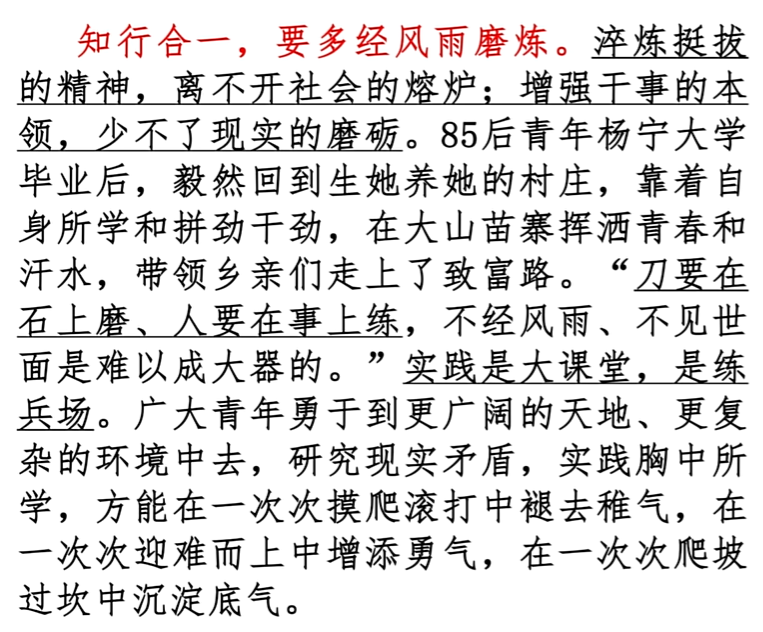 知行合一，要多经风雨磨炼。淬炼挺拔
的精神，离不开社会的熔炉；增强干事的本
领，少不了现实的磨砺。85后青年杨宁大学
毕业后，毅然回到生她养她的村庄，靠着自
身所学和拼劲干劲，在大山苗寨挥洒青春和
汗水，带领乡亲们走上了致富路。“刀要在
石上磨、人要在事上练，不经风雨、不见世
面是难以成大器的。”实践是大课堂，是练
兵场。广大青年勇于到更广阔的天地、更复
杂的环境中去，研究现实矛盾，实践胸中所
学，方能在一次次摸爬滚打中褪去稚气，在
一次次迎难而上中增添勇气，在一次次爬坡
过坎中沉淀底气。